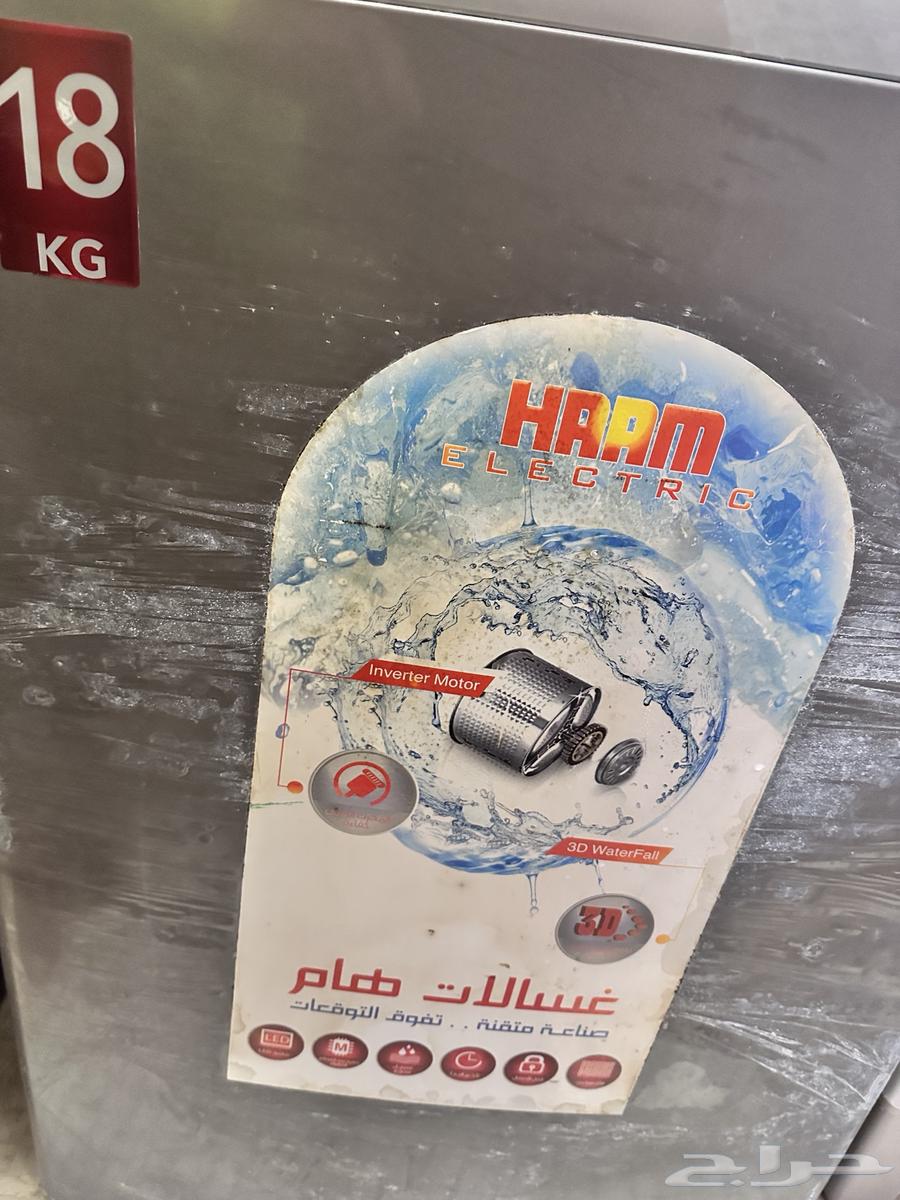 18
KG
HAAM
ELECTRIC
Inverter Motor
3D WaterFall
3D
غسالات هام
صناعة متقنة .. تفوق التوقعات
LED
M
حراج